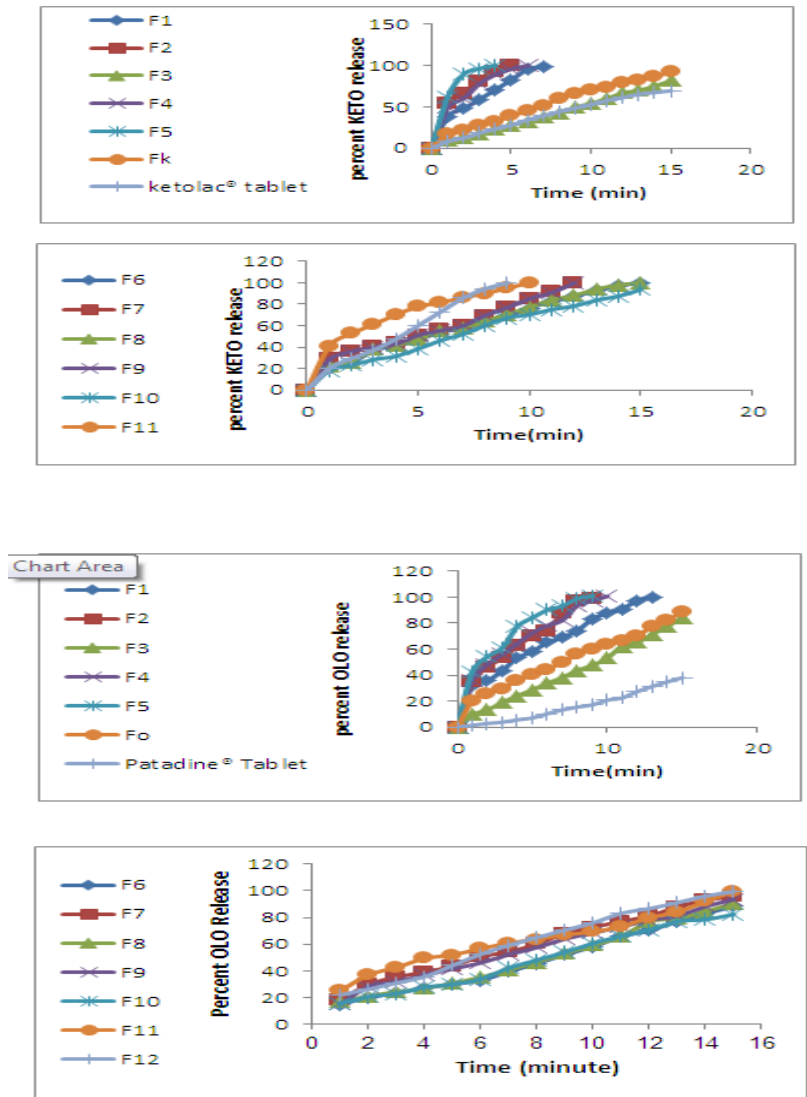 F1
F2
F3
F4
F5
Fk
ketolac® tablet
percent KETO release
150
100
50
0
0 5 10 15 20
Time (min)
F6
F7
F8
F9
F10
F11
percent KETO release
120
100
80
60
40
20
0
0 5 10 15 20
Time(min)
Chart Area
F1
F2
F3
F4
F5
Fo
Patadine® Tablet
percent OLO release
120
100
80
60
40
20
0
0 10 20
Time(min)
F6
F7
F8
F9
F10
F11
F12
Percent OLO Release
120
100
80
60
40
20
0
0 2 4 6 8 10 12 14 16
Time (minute)